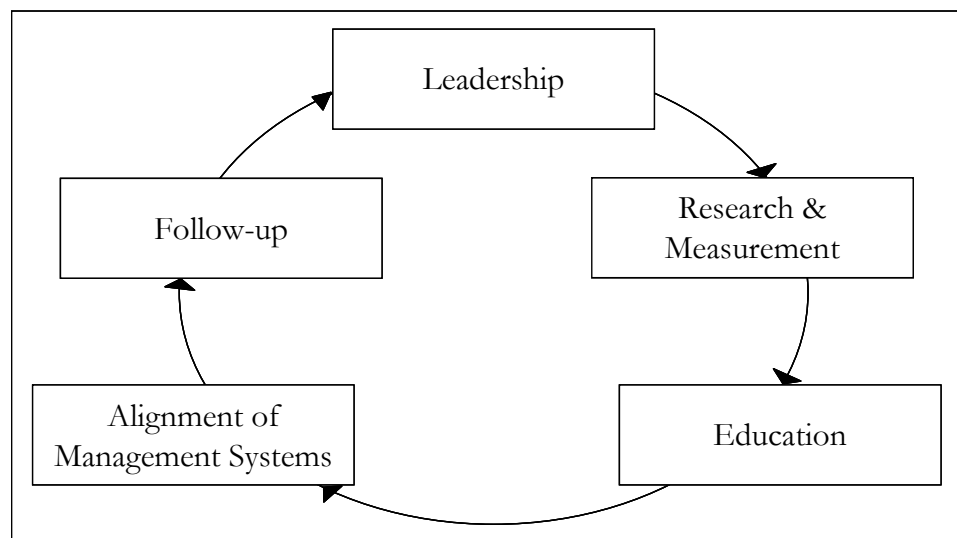 Leadership
Research &
Measurement
Education
Alignment of
Management Systems
Follow-up